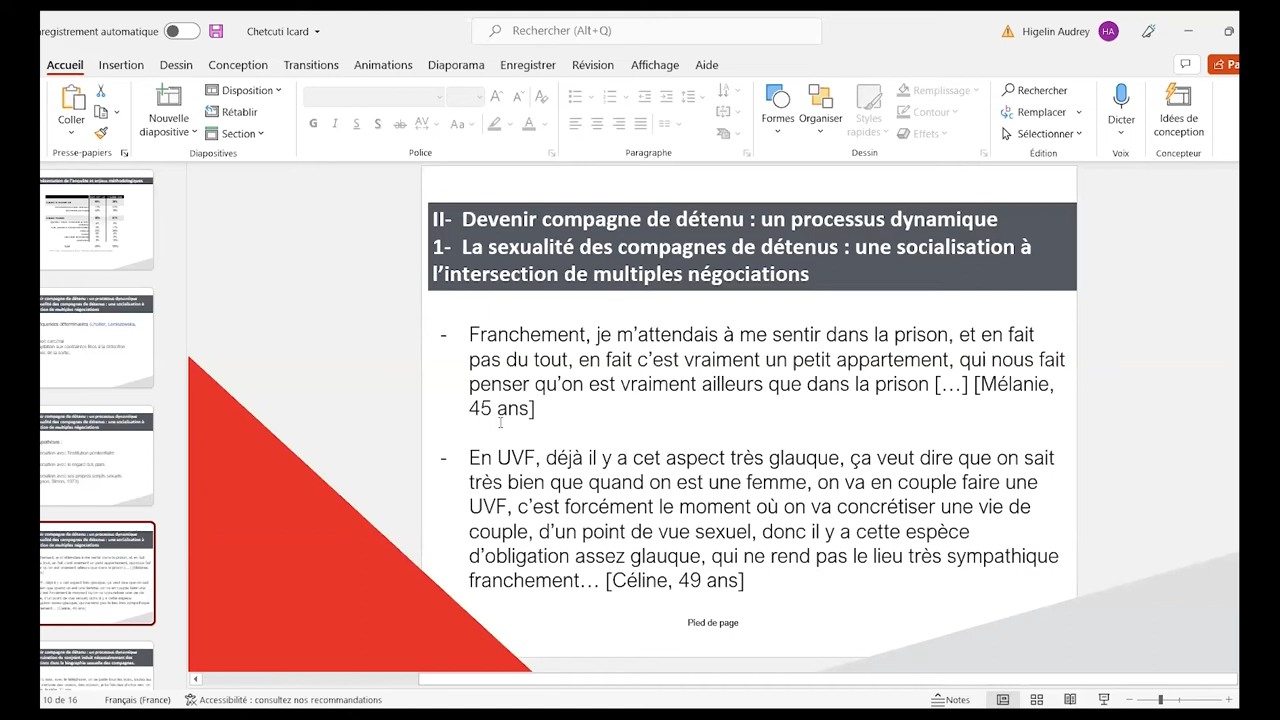 nregistrement automatique
Chetcuti Icard
Rechercher (Alt+Q)
Higelin Audrey
HA
Accueil Insertion Dessin Conception Transitions Animations Diaporama Enregistrer Révision Affichage Aide
Pa
Coller
Nouvelle diapositive
Disposition
Rétablir
Section
Formes
Organiser
Styles rapides
Remplissage
Contour
Effets
Rechercher
Remplacer
Sélectionner
Dicter
Idées de conception
Presse-papiers
Diapositives
Police
Paragraphe
Dessin
Édition
Voix
Concepteur
II- Devenir compagne de détenu : un processus dynamique
1- La sexualité des compagnes de détenus : une socialisation à
l’intersection de multiples négociations
- En m’achement, je m’attendais à me sentir dans la prison, et en fait
pas du tout, en fait c’est vraiment un petit appartement, qui nous fait
penser qu’on est vraiment ailleurs que dans la prison […] [Mélanie,
45 ans]
- En UVF, déjà il y a cet aspect très glauque, ça veut dire que on sait
très bien que quand on est une femme, on va en couple faire une
UVF, c’est forcément le moment où on va concrétiser une vie de
couple d’un point de vue sexuel, donc il y a cette espèce
d’obligation assez glauque, qui rend pas le lieu très sympathique
franchement… [Céline, 49 ans]
Pied de page
10 de 16
Français (France)
Accessibilité : consultez nos recommandations
Notes